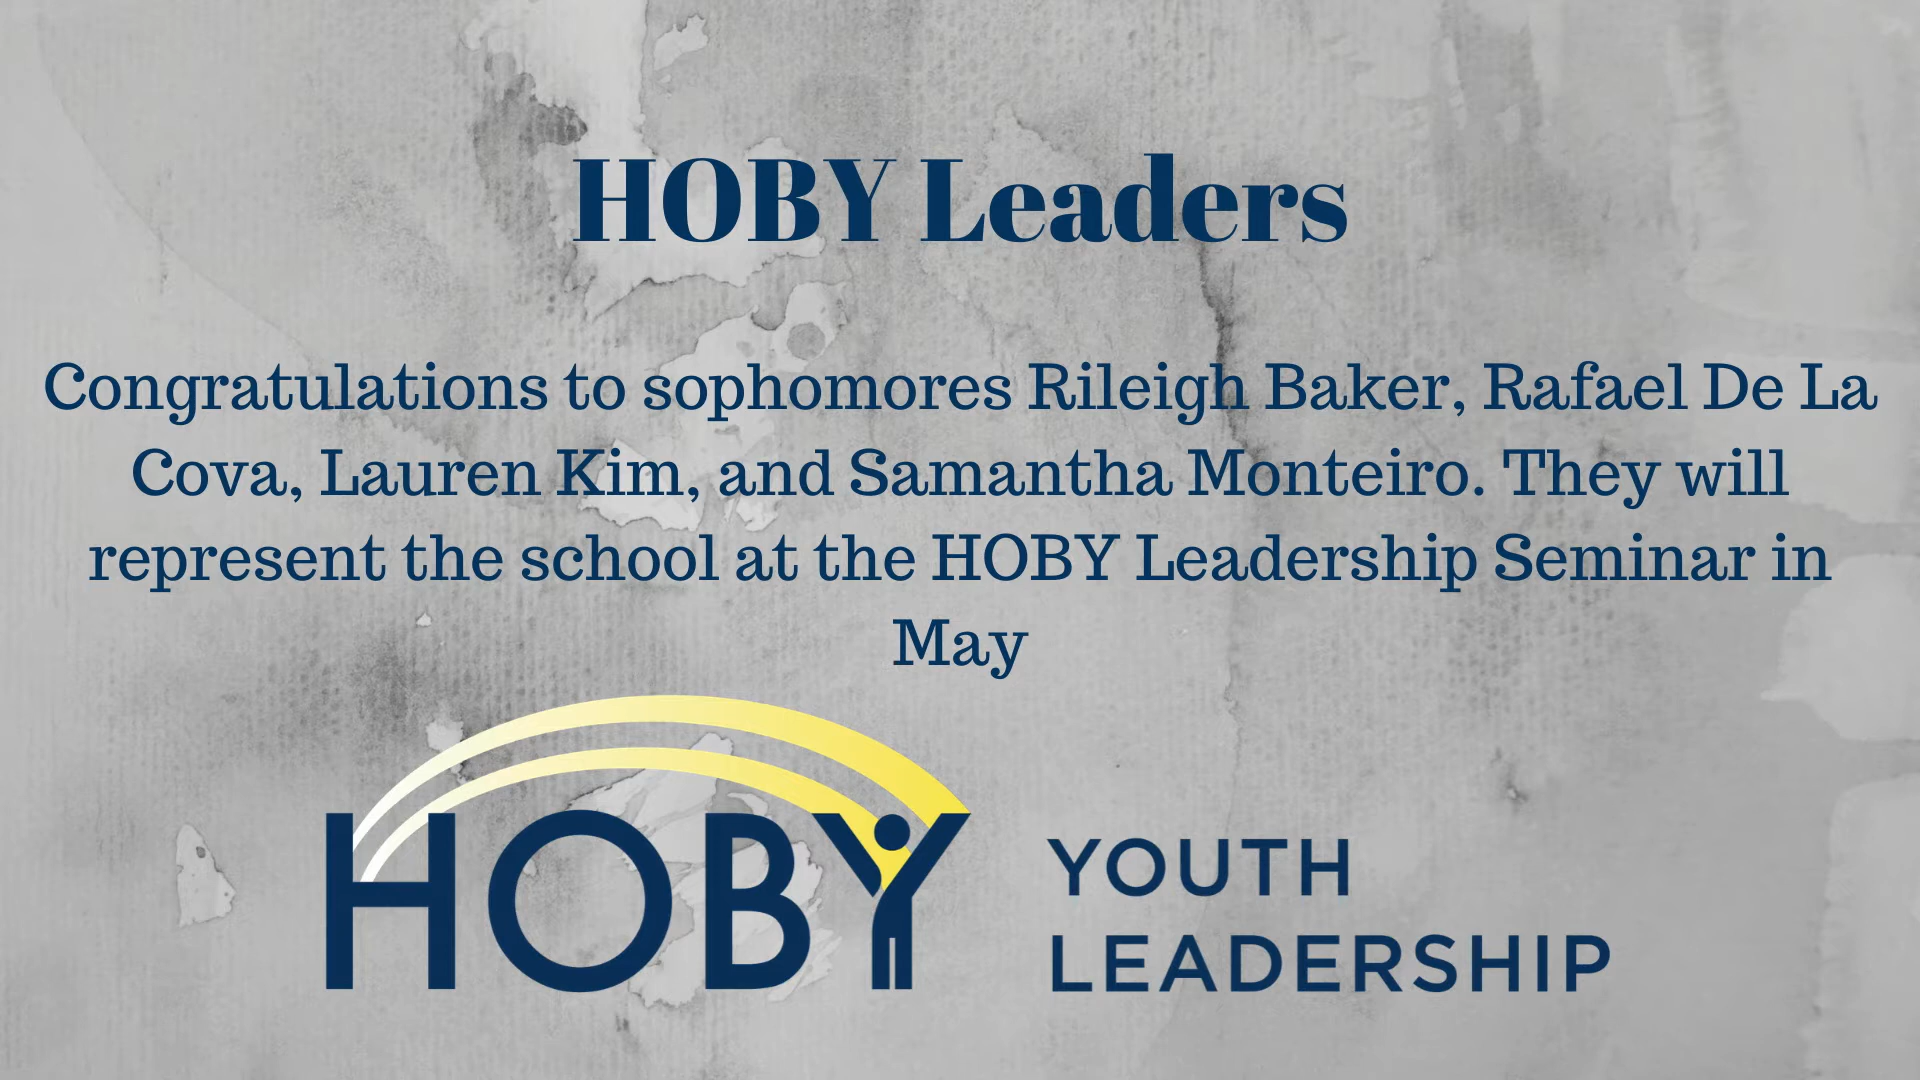 HOBY Leaders
Congratulations to sophomores Rileigh Baker, Rafael De La
Cova, Lauren Kim, and Samantha Monteiro. They will
represent the school at the HOBY Leadership Seminar in
May
HOBY
YOUTH
LEADERSHIP